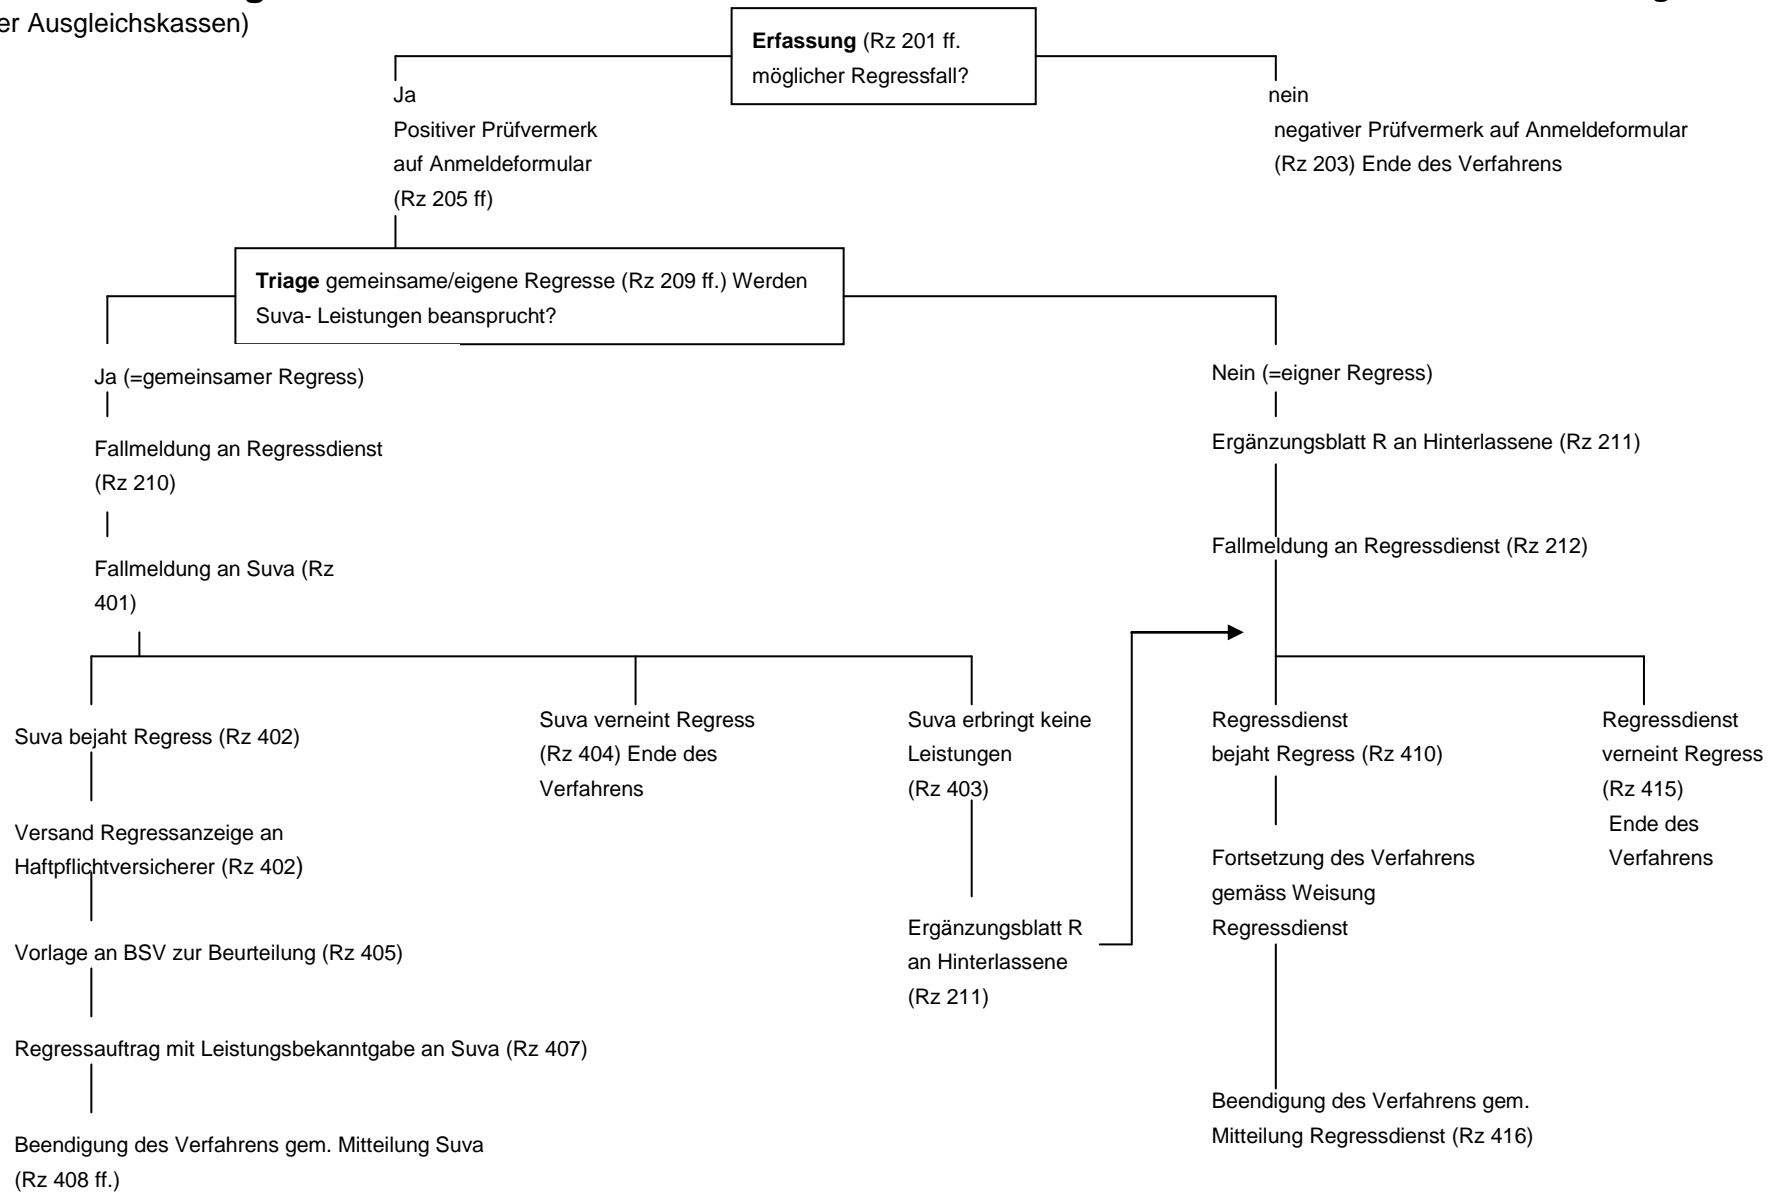 er Ausgleichskassen)
Erfassung (Rz 201 ff.
möglicher Regressfall?
Ja
Positiver Prüfvermerk
auf Anmeldeformular
(Rz 205 ff)
nein
negativer Prüfvermerk auf Anmeldeformular
(Rz 203) Ende des Verfahrens
Triage gemeinsame/eigene Regresse (Rz 209 ff.) Werden
Suva- Leistungen beansprucht?
Ja (=gemeinsamer Regress)
Nein (=eigner Regress)
Fallmeldung an Regressdienst
(Rz 210)
Ergänzungsblatt R an Hinterlassene (Rz 211)
Fallmeldung an Suva (Rz
401)
Fallmeldung an Regressdienst (Rz 212)
Suva bejaht Regress (Rz 402)
Suva verneint Regress
(Rz 404) Ende des
Verfahrens
Suva erbringt keine
Leistungen
(Rz 403)
Regressdienst
bejaht Regress (Rz 410)
Regressdienst
verneint Regress
(Rz 415)
Ende des
Verfahrens
Versand Regressanzeige an
Haftpflichtversicherer (Rz 402)
Fortsetzung des Verfahrens
gemäss Weisung
Regressdienst
Ergänzungsblatt R
an Hinterlassene
(Rz 211)
Vorlage an BSV zur Beurteilung (Rz 405)
Regressauftrag mit Leistungsbekanntgabe an Suva (Rz 407)
Beendigung des Verfahrens gem.
Mitteilung Regressdienst (Rz 416)
Beendigung des Verfahrens gem. Mitteilung Suva
(Rz 408 ff.)